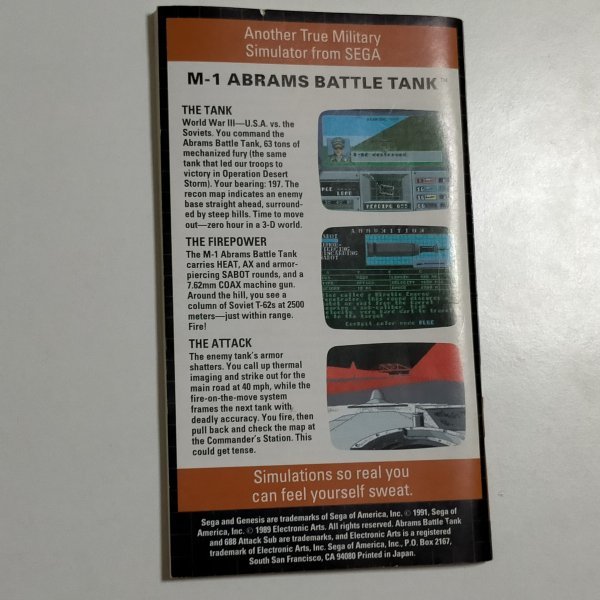 Another True Military
Simulator from SEGA
M-1 ABRAMS BATTLE TANK™
THE TANK
World War III—U.S.A. vs. the
Soviets. You command the
Abrams Battle Tank, 63 tons of
mechanized fury (the same
tank that led our troops to
victory in Operation Desert
Storm). Your bearing: 197. The
recon map indicates an enemy
base straight ahead, surround-
ed by steep hills. Time to move
out—zero hour in a 3-D world.
THE FIREPOWER
The M-1 Abrams Battle Tank
carries HEAT, AX and armor-
piercing SABOT rounds, and a
7.62mm COAX machine gun.
Around the hill, you see a
column of Soviet T-62s at 2500
meters—just within range.
Fire!
THE ATTACK
The enemy tank's armor
shatters. You call up thermal
imaging and strike out for the
main road at 40 mph, while the
fire-on-the-move system
frames the next tank with
deadly accuracy. You fire, then
pull back and check the map at
the Commander's Station. This
could get tense.
AMMUNITION
SABOT
Simulations so real you
can feel yourself sweat.
Sega and Genesis are trademarks of Sega of America, Inc. © 1991, Sega of
America, Inc. © 1989 Electronic Arts. All rights reserved. Abrams Battle Tank
and 688 Attack Sub are trademarks, and Electronic Arts is a registered
trademark of Electronic Arts, Inc. Sega of America, Inc., P.O. Box 2167,
South San Francisco, CA 94080 Printed in Japan.